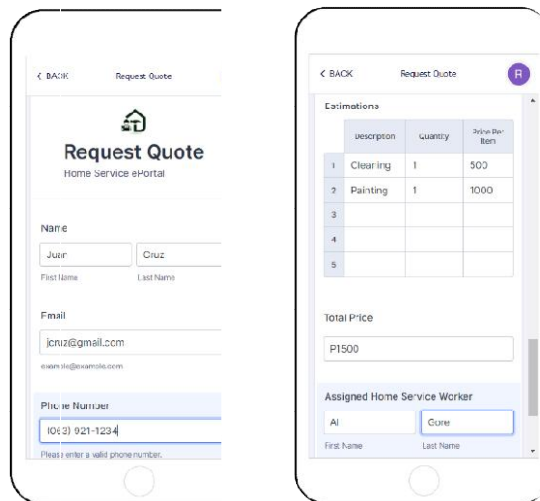 < BACK Request Quote
Request Quote
Home Service ePortal
Name
Juan Cruz
First Name Last Name
Email
jcruz@gmail.com
example@example.com
Phone Number
(063) 921-1234
Please enter a valid phone number.
< BACK Request Quote R
Estimations
Description Quantity Price Per Item
1 Cleaning 1 500
2 Painting 1 1000
3
4
5
Total Price
P1500
Assigned Home Service Worker
Al Gore
First Name Last Name